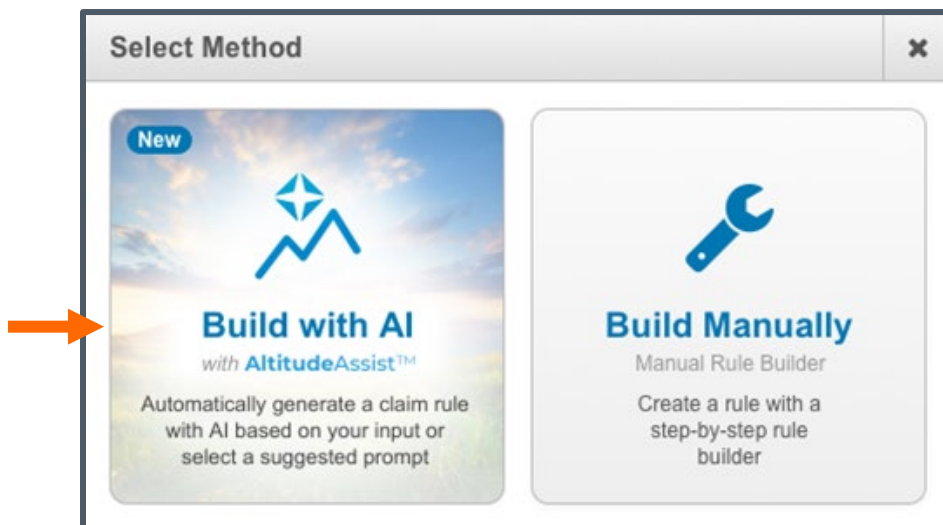 Select Method
New
Build with AI
with AltitudeAssist™
Automatically generate a claim rule
with AI based on your input or
select a suggested prompt
Build Manually
Manual Rule Builder
Create a rule with a
step-by-step rule
builder